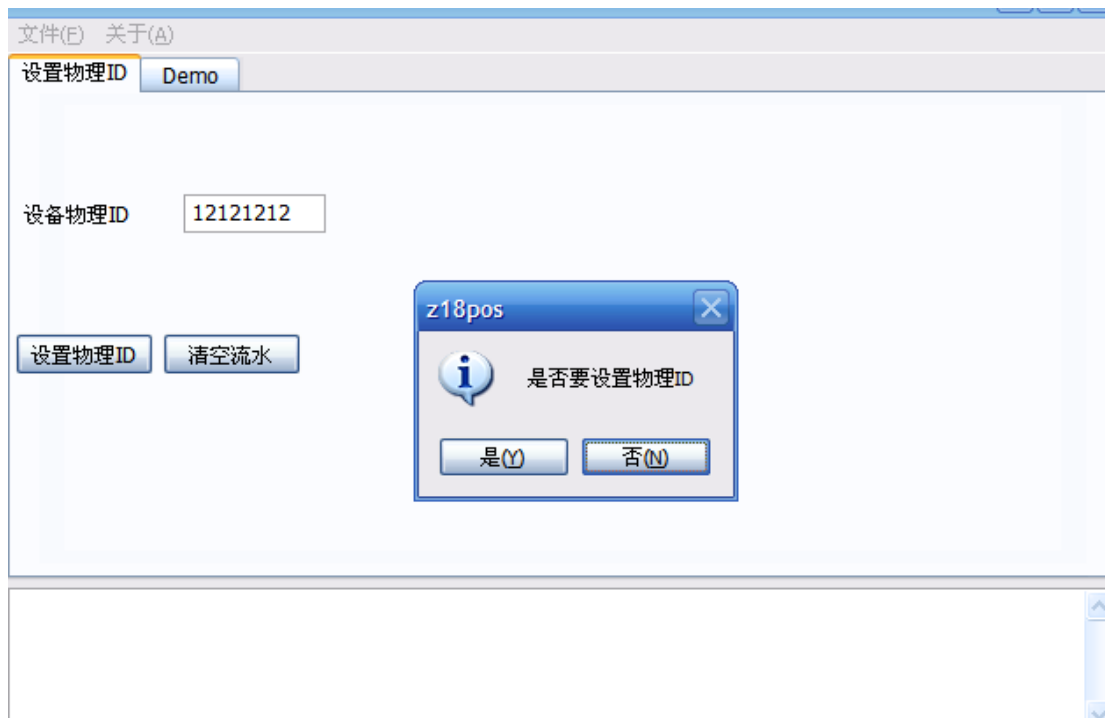 文件(F) 关于(A)
设置物理ID Demo
设备物理ID 12121212
z18pos
设置物理ID 清空流水
是否要设置物理ID
是(Y) 否(N)